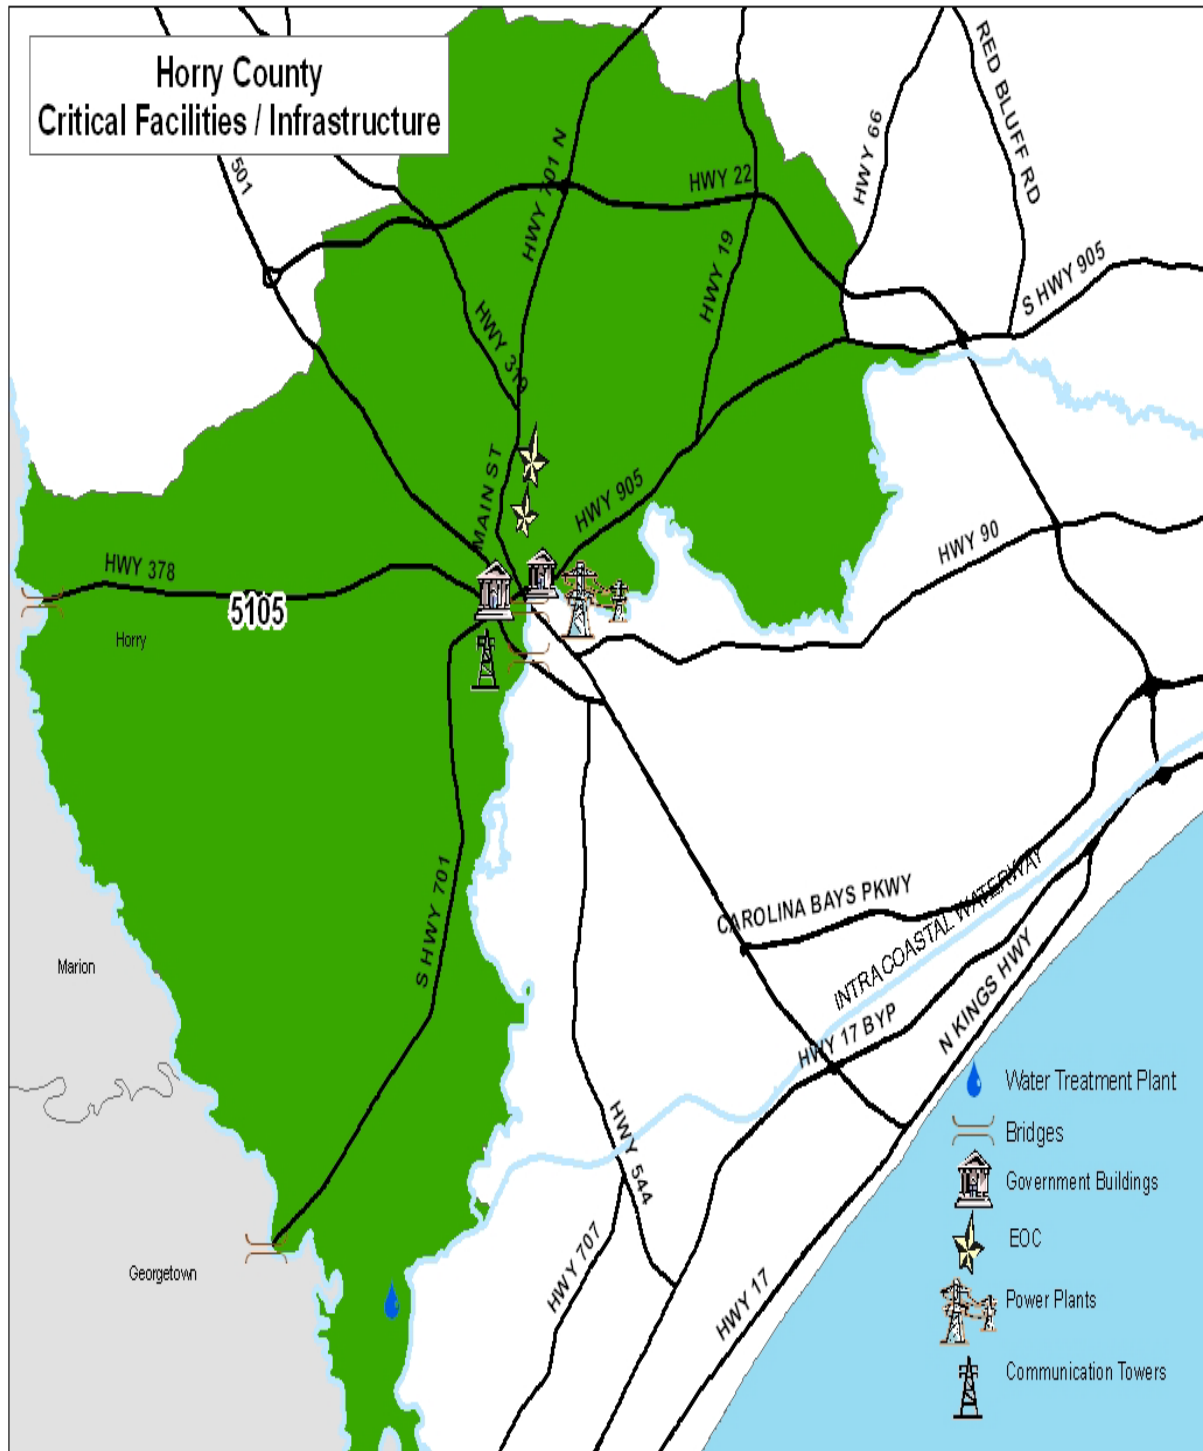 Horry County
Critical Facilities / Infrastructure
501
HWY 701 N
HWY 22
HWY 66
RED BLUFF RD
HWY 19
S HWY 905
HWY 319
MAIN ST
HWY 905
HWY 90
HWY 378
5105
Horry
S HWY 701
CAROLINA BAYS PKWY
INTRACOASTAL WATERWAY
Marion
HWY 17 BYP
N KINGS HWY
HWY 544
Georgetown
HWY 707
HWY 17
Water Treatment Plant
Bridges
Government Buildings
EOC
Power Plants
Communication Towers